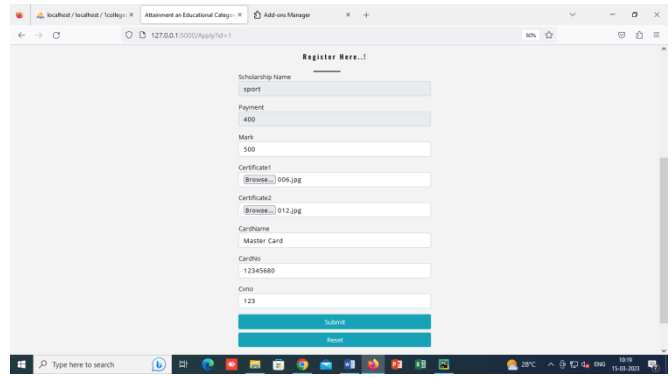 localhost / localhost / 1college
Attainment an Educational Categor
Add-ons Manager
127.0.0.1:5000/Apply?id=1
80%
Register Here..!
Scholarship Name
sport
Payment
400
Mark
500
Certificate1
Browse... 006.jpg
Certificate2
Browse... 012.jpg
CardName
Master Card
CardNo
12345680
Cvno
123
Submit
Reset
Type here to search
28°C
ENG
10:19
15-03-2023